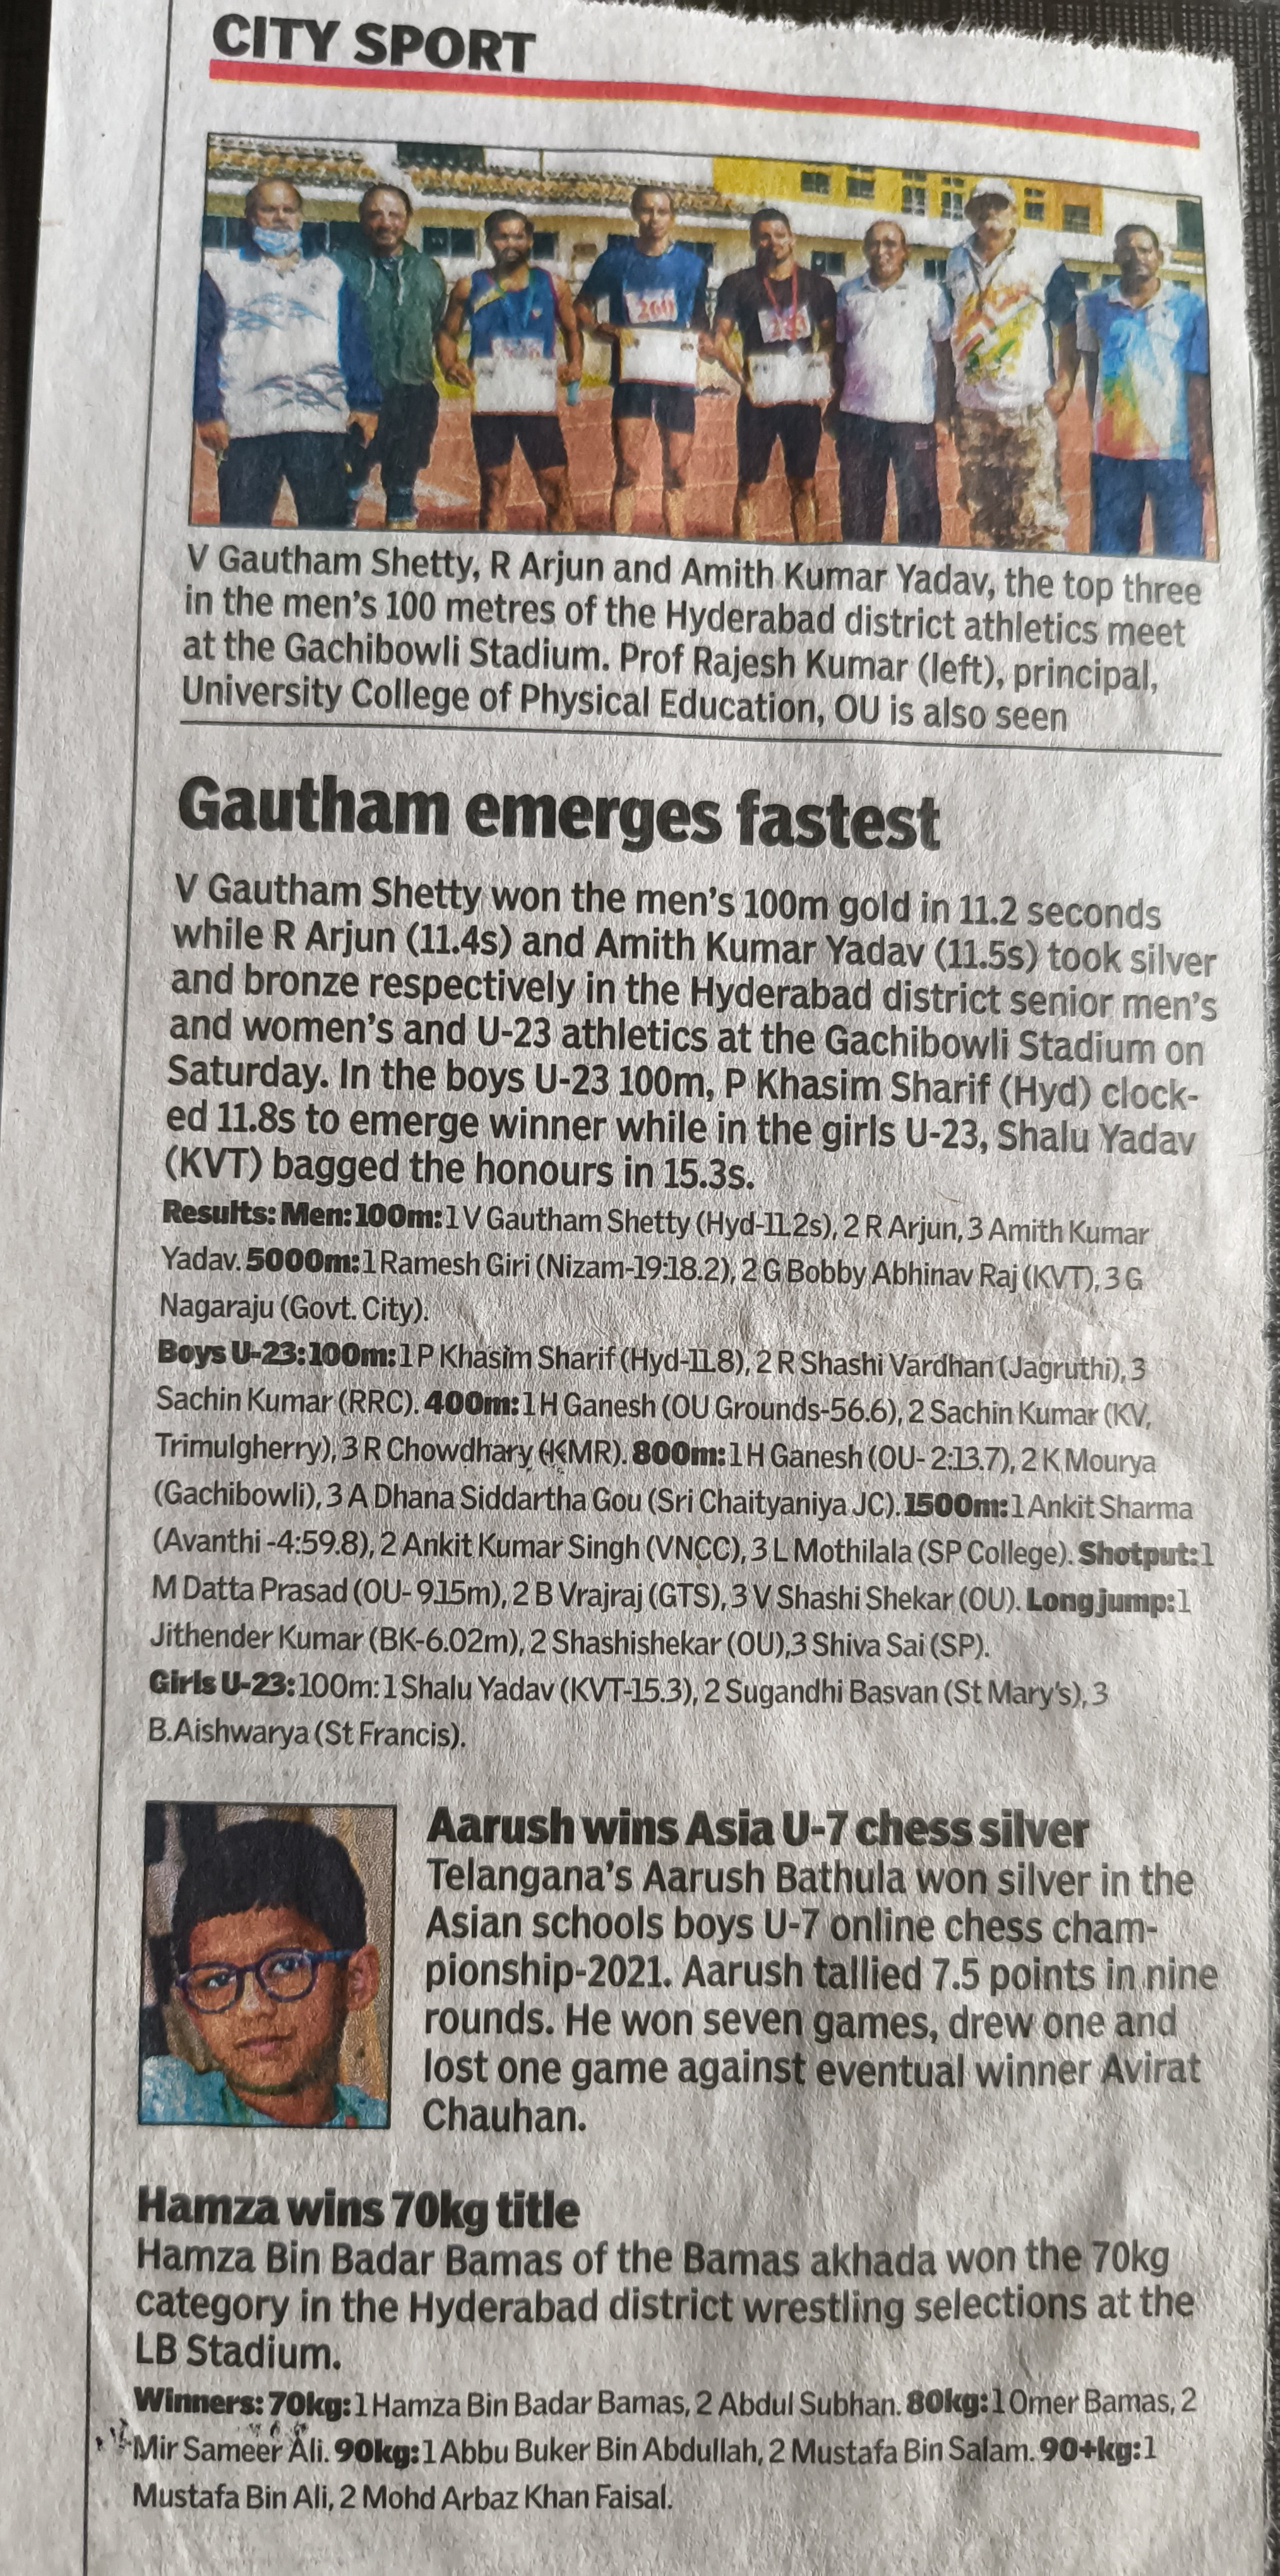 CITY SPORT
V Gautham Shetty, R Arjun and Amith Kumar Yadav, the top three
in the men's 100 metres of the Hyderabad district athletics meet
at the Gachibowli Stadium. Prof Rajesh Kumar (left), principal,
University College of Physical Education, OU is also seen
Gautham emerges fastest
V Gautham Shetty won the men's 100m gold in 11.2 seconds
while R Arjun (11.4s) and Amith Kumar Yadav (11.5s) took silver
and bronze respectively in the Hyderabad district senior men's
and women's and U-23 athletics at the Gachibowli Stadium on
Saturday. In the boys U-23 100m, P Khasim Sharif (Hyd) clock-
ed 11.8s to emerge winner while in the girls U-23, Shalu Yadav
(KVT) bagged the honours in 15.3s.
Results: Men: 100m: 1 V Gautham Shetty (Hyd-11.2s), 2 R Arjun, 3 Amith Kumar
Yadav. 5000m: 1 Ramesh Giri (Nizam-19:18.2), 2 G Bobby Abhinav Raj (KVT), 3 G
Nagaraju (Govt. City).
Boys U-23: 100m: 1 P Khasim Sharif (Hyd-11.8), 2 R Shashi Vardhan (Jagruthi), 3
Sachin Kumar (RRC). 400m: 1 H Ganesh (OU Grounds-56.6), 2 Sachin Kumar (KV,
Trimulgherry), 3 R Chowdhary (KMR). 800m: 1 H Ganesh (OU- 2:13.7), 2 K Mourya
(Gachibowli), 3 A Dhana Siddartha Gou (Sri Chaityaniya JC). 1500m: 1 Ankit Sharma
(Avanthi -4:59.8), 2 Ankit Kumar Singh (VNCC), 3 L Mothilala (SP College). Shotput: 1
M Datta Prasad (OU- 9.15m), 2 B Vrajraj (GTS), 3 V Shashi Shekar (OU). Long jump: 1
Jithender Kumar (BK-6.02m), 2 Shashishekar (OU),3 Shiva Sai (SP).
Girls U-23: 100m: 1 Shalu Yadav (KVT-15.3), 2 Sugandhi Basvan (St Mary's), 3
B.Aishwarya (St Francis).
Aarush wins Asia U-7 chess silver
Telangana's Aarush Bathula won silver in the
Asian schools boys U-7 online chess cham-
pionship-2021. Aarush tallied 7.5 points in nine
rounds. He won seven games, drew one and
lost one game against eventual winner Avirat
Chauhan.
Hamza wins 70kg title
Hamza Bin Badar Bamas of the Bamas akhada won the 70kg
category in the Hyderabad district wrestling selections at the
LB Stadium.
Winners: 70kg: 1 Hamza Bin Badar Bamas, 2 Abdul Subhan. 80kg: 1 Omer Bamas, 2
Mir Sameer Ali. 90kg: 1 Abbu Buker Bin Abdullah, 2 Mustafa Bin Salam. 90+kg: 1
Mustafa Bin Ali, 2 Mohd Arbaz Khan Faisal.